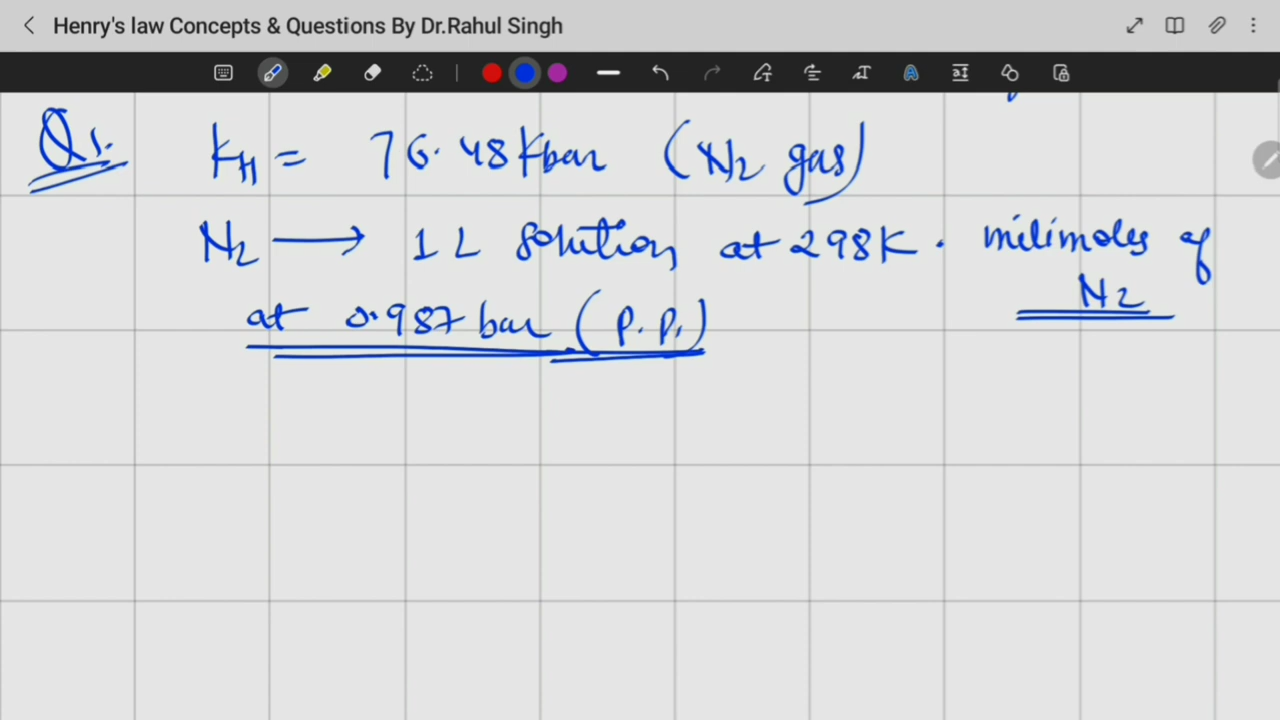 Henry's law Concepts & Questions By Dr.Rahul Singh
Q1. KH = 76.48 Kbar (N2 gas)
N2 → 1 L solution at 298K. milimoles of N2
at 0.987 bar (P.P.)